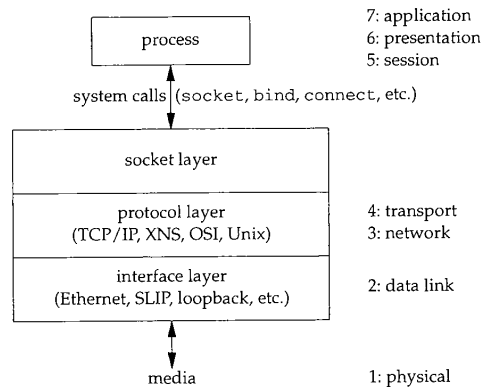 7: application
process
6: presentation
5: session
system calls (socket, bind, connect, etc.)
socket layer
protocol layer
4: transport
(TCP/IP, XNS, OSI, Unix)
3: network
interface layer
(Ethernet, SLIP, loopback, etc.)
2: data link
media
1: physical